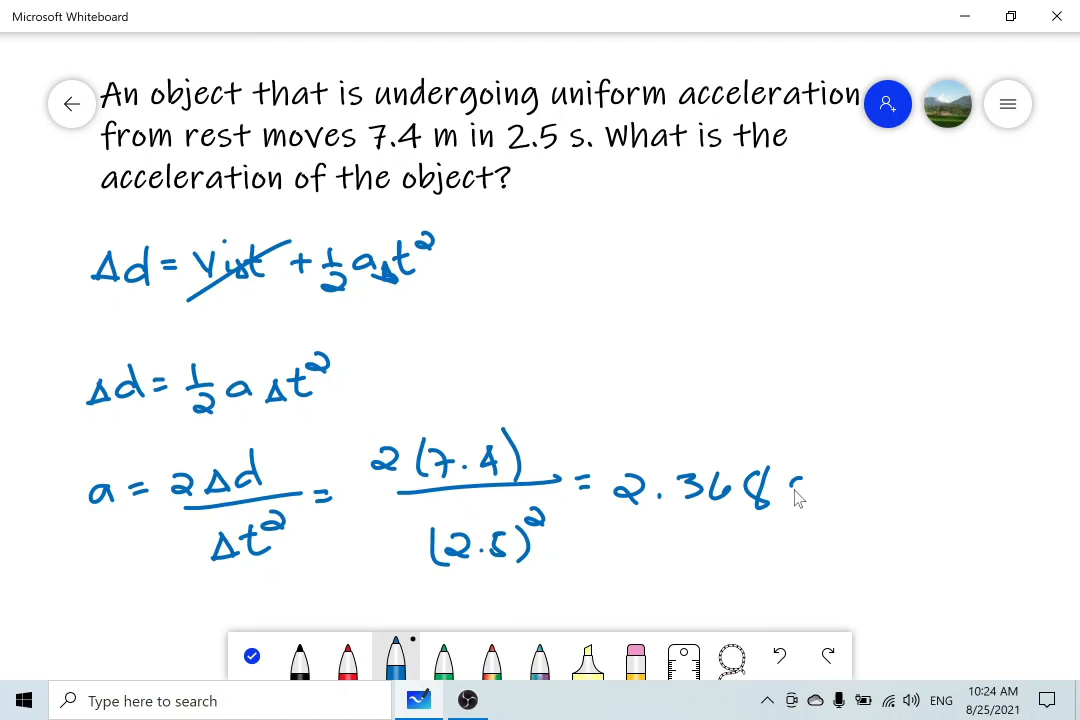 Microsoft Whiteboard
An object that is undergoing uniform acceleration
from rest moves 7.4 m in 2.5 s. What is the
acceleration of the object?
Δd = viΔt + 1/2 aΔt²
Δd = 1/2 a Δt²
a = 2Δd/Δt² = 2(7.4)/(2.5)² = 2.368
Type here to search
ENG
10:24 AM
8/25/2021